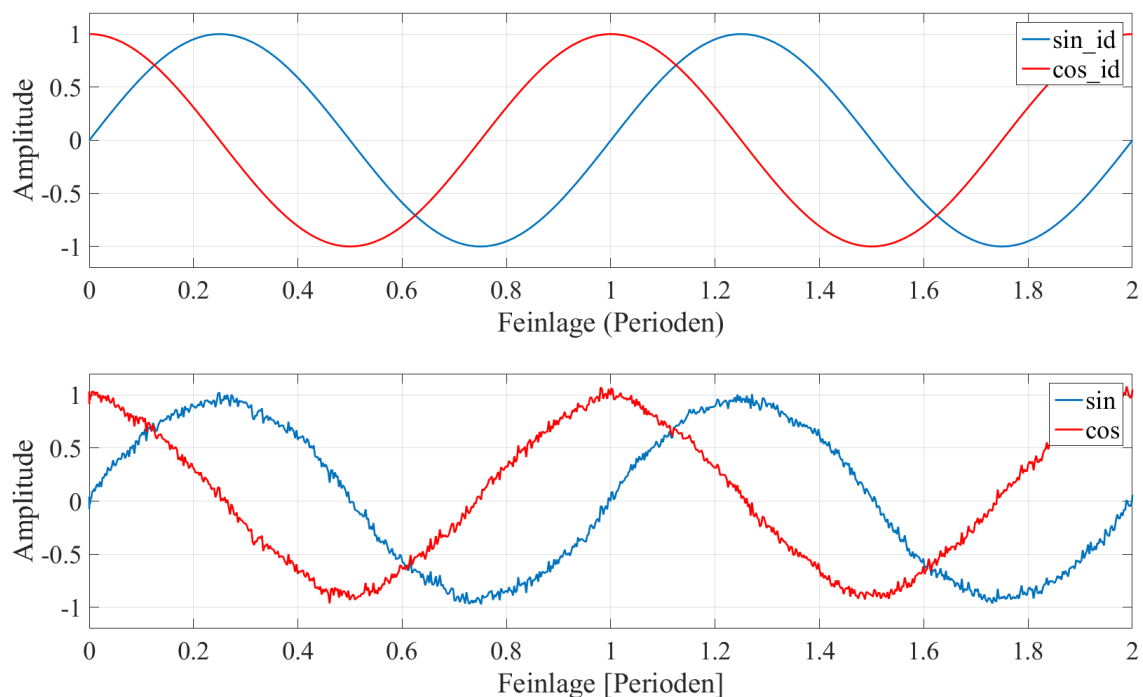 Amplitude
1
0.5
0
-0.5
-1
sin_id
cos_id
0 0.2 0.4 0.6 0.8 1 1.2 1.4 1.6 1.8 2
Feinlage (Perioden)
Amplitude
1
0.5
0
-0.5
-1
sin
cos
0 0.2 0.4 0.6 0.8 1 1.2 1.4 1.6 1.8 2
Feinlage [Perioden]